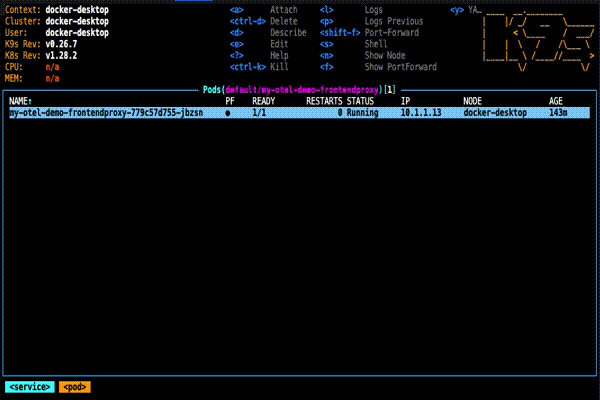 Context: docker-desktop <a> Attach <l> Logs <y> YA…
Cluster: docker-desktop <ctrl-d> Delete <p> Logs Previous
User: docker-desktop <d> Describe <shift-f> Port-Forward
K9s Rev: v0.26.7 <e> Edit <s> Shell
K8s Rev: v1.28.2 <?> Help <n> Show Node
CPU: n/a <ctrl-k> Kill <f> Show PortForward
MEM: n/a
Pods(default/my-otel-demo-frontendproxy)[1]
NAME↑ PF READY RESTARTS STATUS IP NODE AGE
my-otel-demo-frontendproxy-779c57d755-jbzsn ● 1/1 0 Running 10.1.1.13 docker-desktop 143m
<service> <pod>